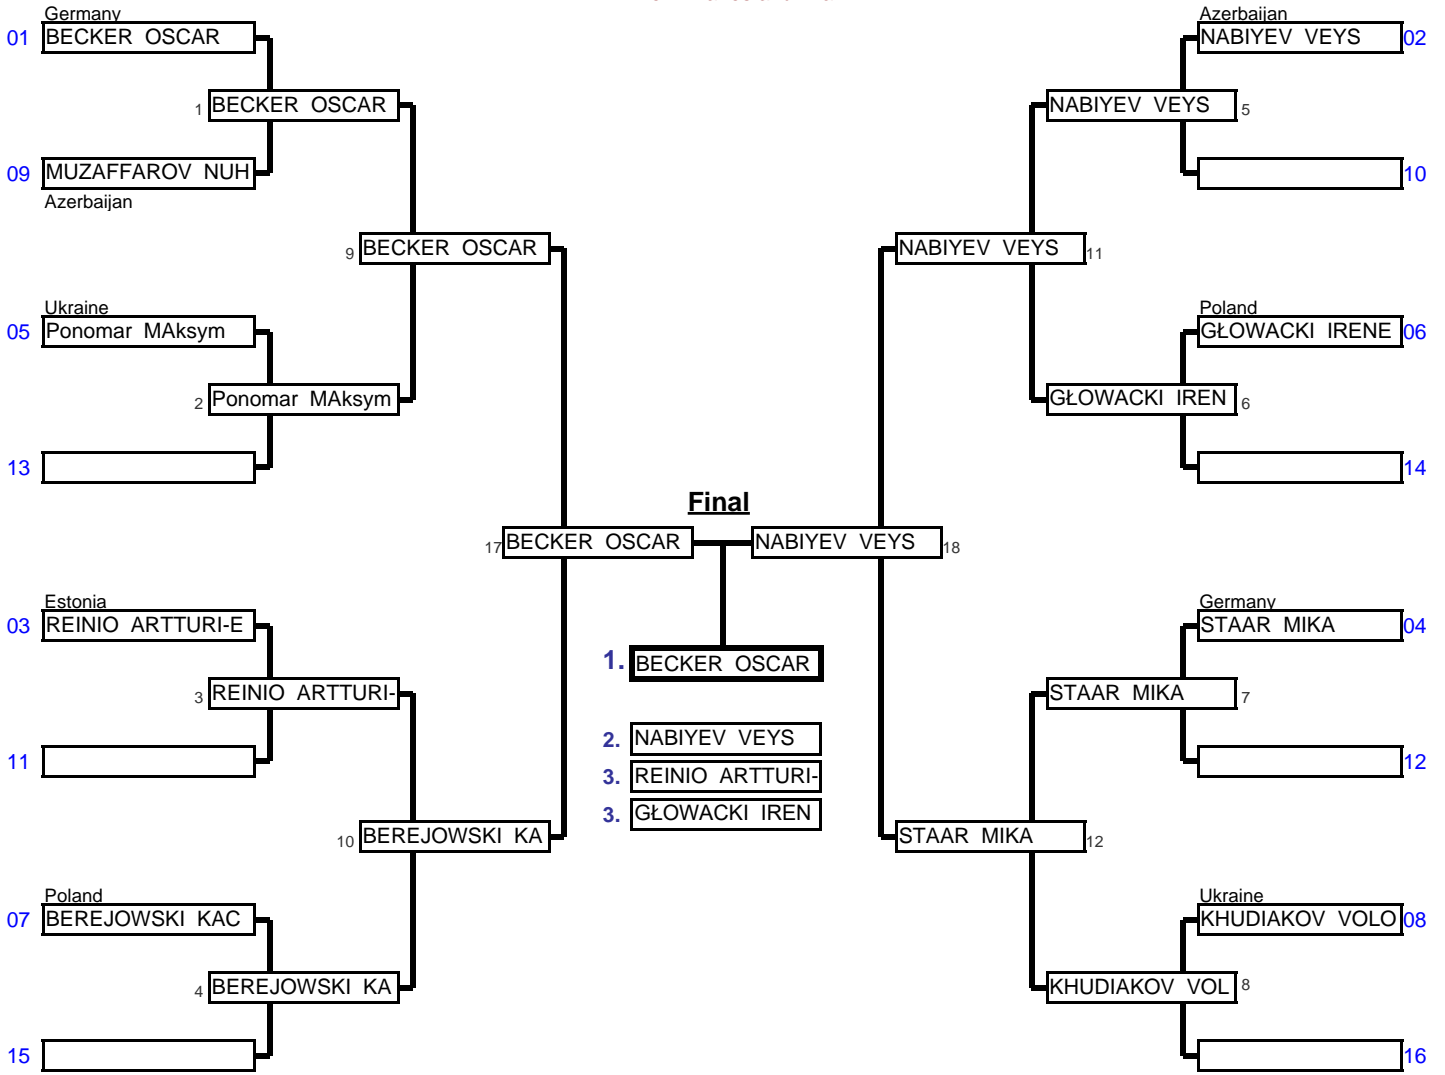 Germany
01 BECKER OSCAR
1 BECKER OSCAR
09 MUZAFFAROV NUH
Azerbaijan
9 BECKER OSCAR
Ukraine
05 Ponomar MAksym
2 Ponomar MAksym
13
17 BECKER OSCAR
Estonia
03 REINIO ARTTURI-E
3 REINIO ARTTURI-
11
10 BEREJOWSKI KA
Poland
07 BEREJOWSKI KAC
4 BEREJOWSKI KA
15
Final
1. BECKER OSCAR
2. NABIYEV VEYS
3. REINIO ARTTURI-
3. GŁOWACKI IREN
Azerbaijan
NABIYEV VEYS 02
NABIYEV VEYS 5
10
NABIYEV VEYS 11
Poland
GŁOWACKI IRENE 06
GŁOWACKI IREN 6
14
NABIYEV VEYS 18
Germany
STAAR MIKA 04
STAAR MIKA 7
12
STAAR MIKA 12
Ukraine
KHUDIAKOV VOLO 08
KHUDIAKOV VOL 8
16